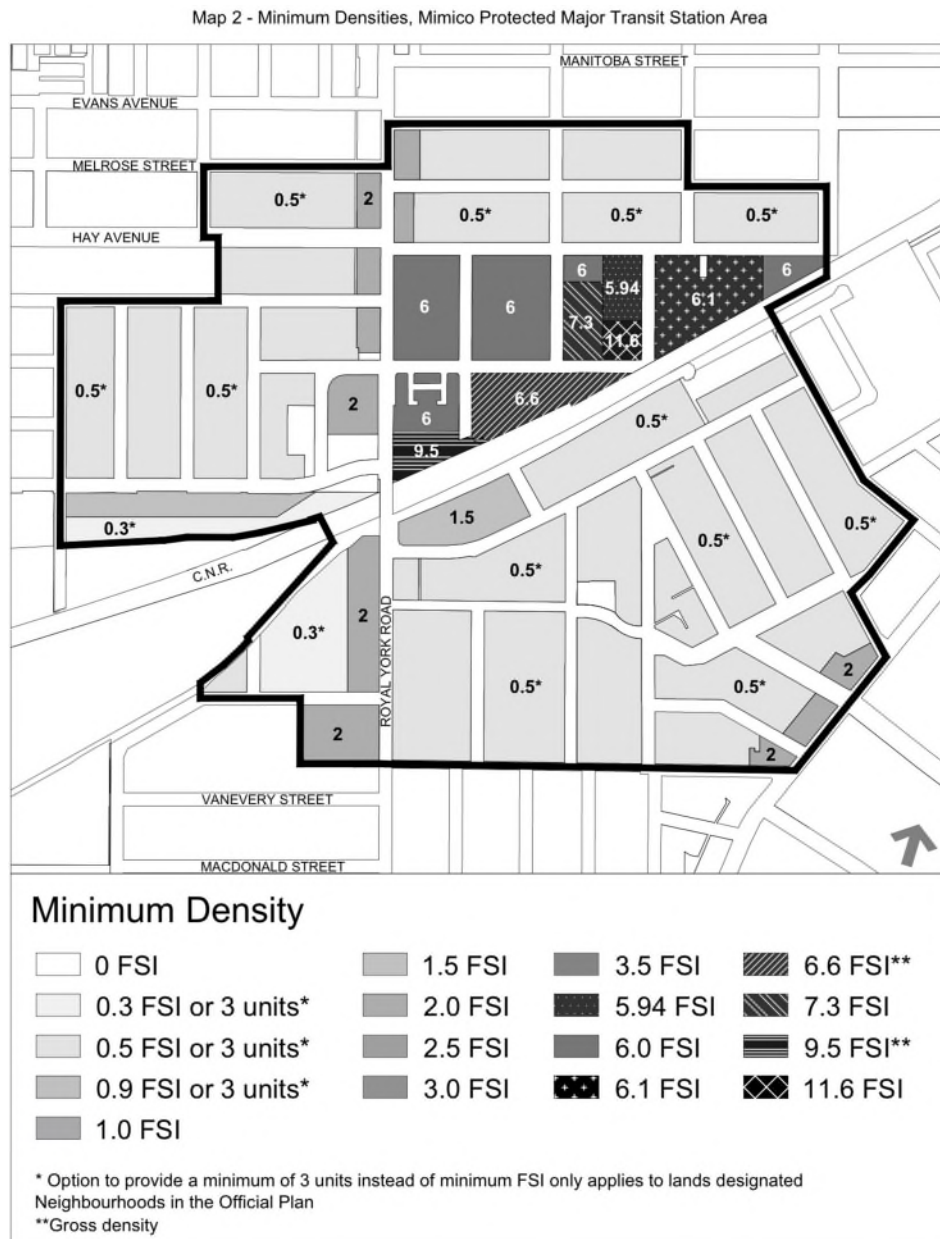 Map 2 - Minimum Densities, Mimico Protected Major Transit Station Area
MANITOBA STREET
EVANS AVENUE
MELROSE STREET
0.5*
2
0.5*
0.5*
0.5*
HAY AVENUE
6
6
6
5.94
6.1
6
7.3
11.6
0.5*
0.5*
2
6
6.6
9.5
0.5*
0.3*
1.5
0.5*
0.5*
0.5*
C.N.R.
0.3*
2
ROYAL YORK ROAD
0.5*
0.5*
2
2
2
VANEVERY STREET
MACDONALD STREET
Minimum Density
0 FSI
0.3 FSI or 3 units*
0.5 FSI or 3 units*
0.9 FSI or 3 units*
1.0 FSI
1.5 FSI
2.0 FSI
2.5 FSI
3.0 FSI
3.5 FSI
5.94 FSI
6.0 FSI
6.1 FSI
6.6 FSI**
7.3 FSI
9.5 FSI**
11.6 FSI
* Option to provide a minimum of 3 units instead of minimum FSI only applies to lands designated
Neighbourhoods in the Official Plan
**Gross density